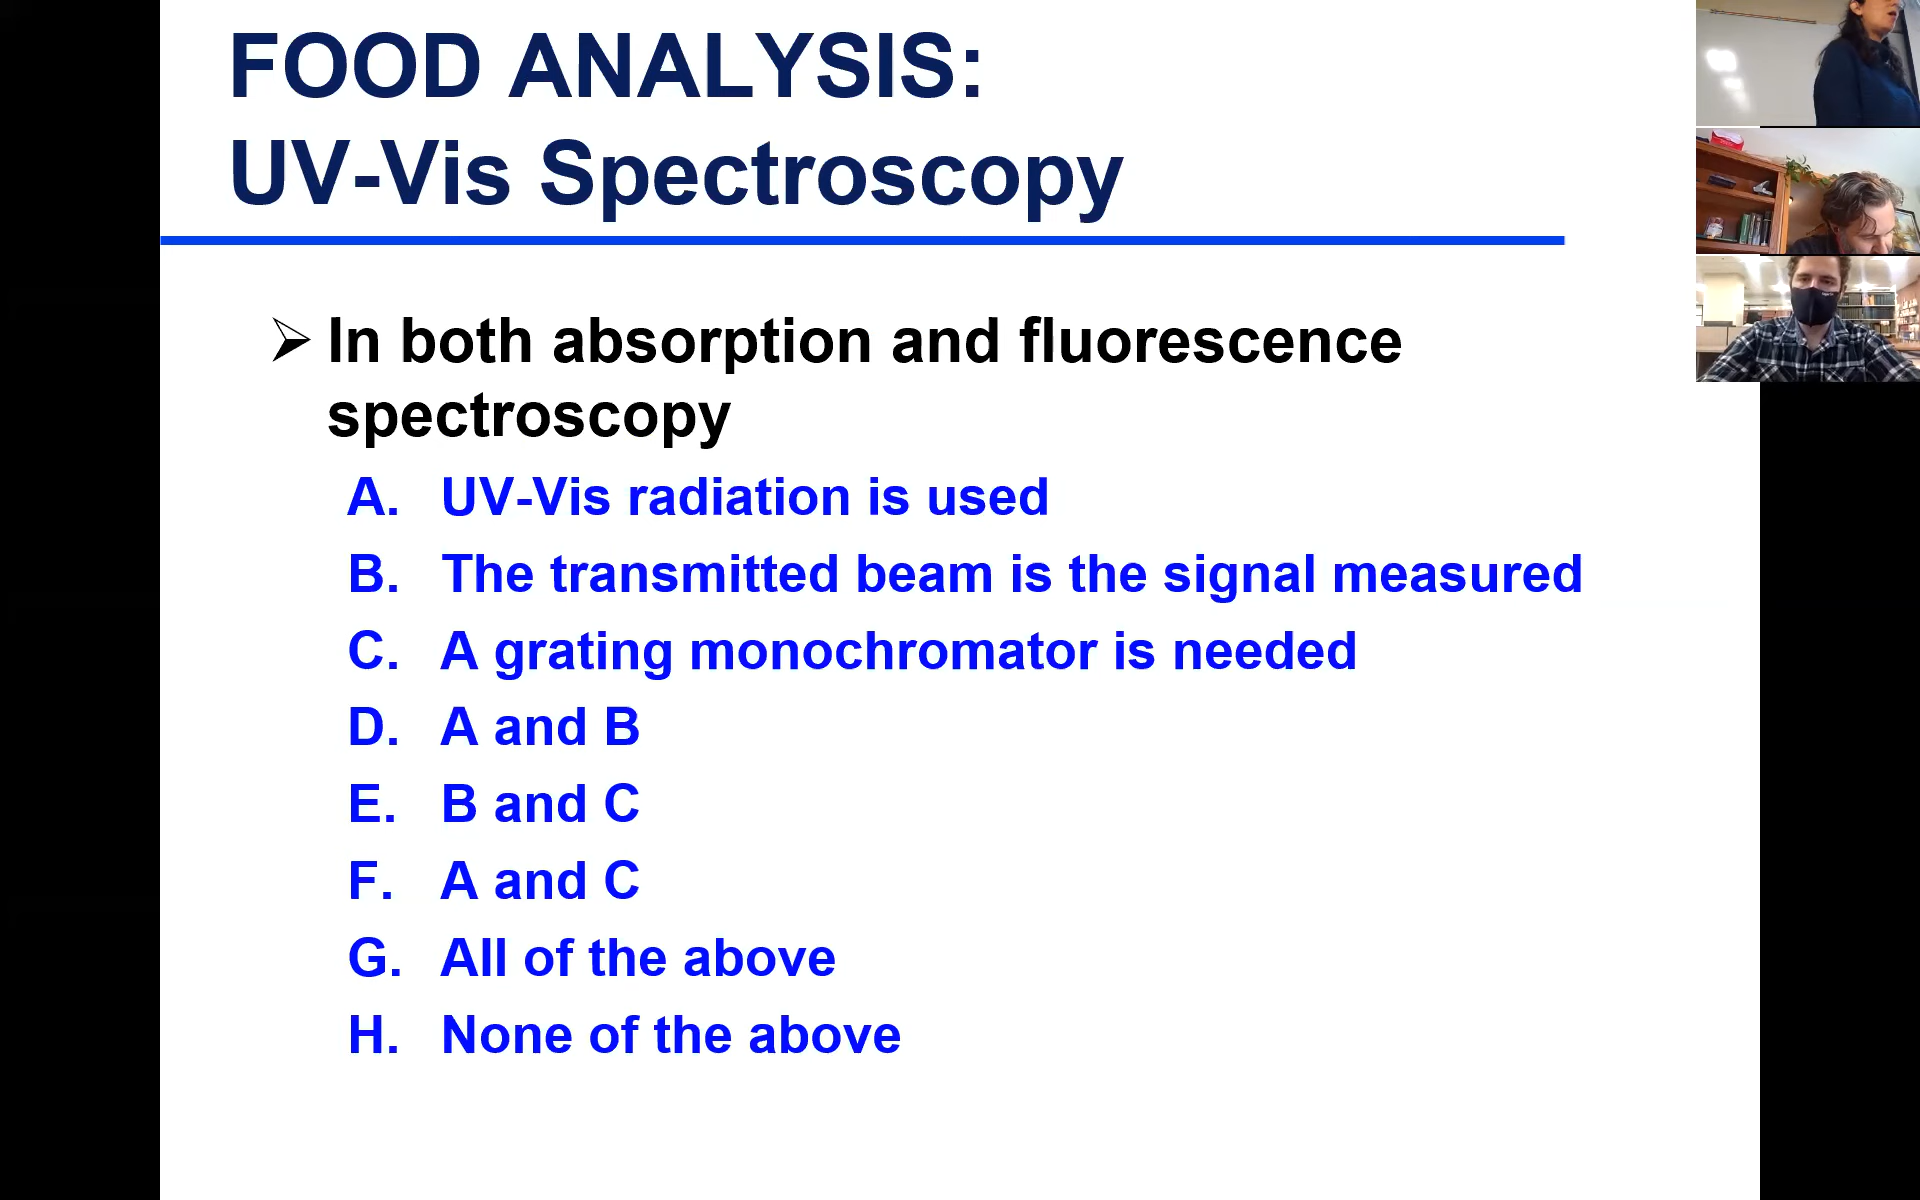 FOOD ANALYSIS:
UV-Vis Spectroscopy
➢ In both absorption and fluorescence
spectroscopy
A. UV-Vis radiation is used
B. The transmitted beam is the signal measured
C. A grating monochromator is needed
D. A and B
E. B and C
F. A and C
G. All of the above
H. None of the above